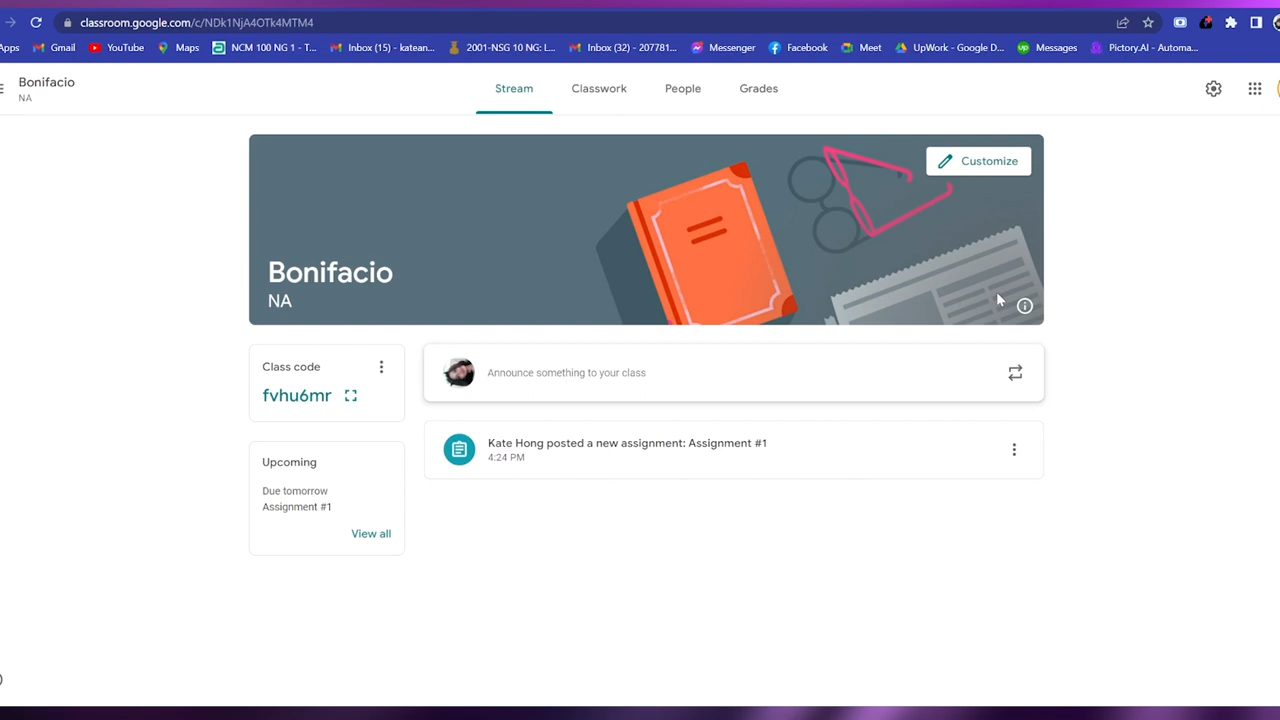 classroom.google.com/c/NDk1NjA4OTk4MTM4
Apps
Gmail
YouTube
Maps
NCM 100 NG 1 - T...
Inbox (15) - katean...
2001-NSG 10 NG: L...
Inbox (32) - 207781...
Messenger
Facebook
Meet
UpWork - Google D...
Messages
Pictory.AI - Automa...
Bonifacio
NA
Stream
Classwork
People
Grades
Customize
Bonifacio
NA
Class code
fvhu6mr
Announce something to your class
Kate Hong posted a new assignment: Assignment #1
4:24 PM
Upcoming
Due tomorrow
Assignment #1
View all